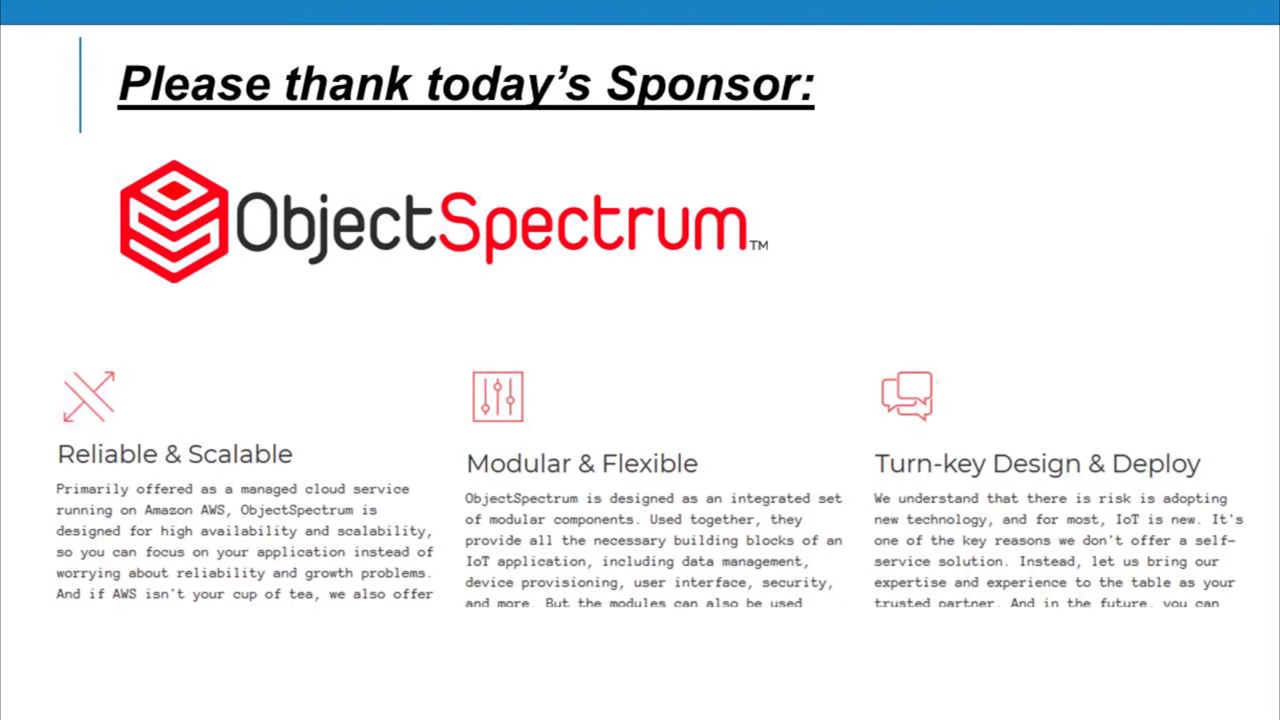 Please thank today's Sponsor:
ObjectSpectrum™
Reliable & Scalable
Primarily offered as a managed cloud service
running on Amazon AWS, ObjectSpectrum is
designed for high availability and scalability,
so you can focus on your application instead of
worrying about reliability and growth problems.
And if AWS isn't your cup of tea, we also offer
Modular & Flexible
ObjectSpectrum is designed as an integrated set
of modular components. Used together, they
provide all the necessary building blocks of an
IoT application, including data management,
device provisioning, user interface, security,
and more. But the modules can also be used
Turn-key Design & Deploy
We understand that there is risk is adopting
new technology, and for most, IoT is new. It's
one of the key reasons we don't offer a self-
service solution. Instead, let us bring our
expertise and experience to the table as your
trusted partner. And in the future, you can